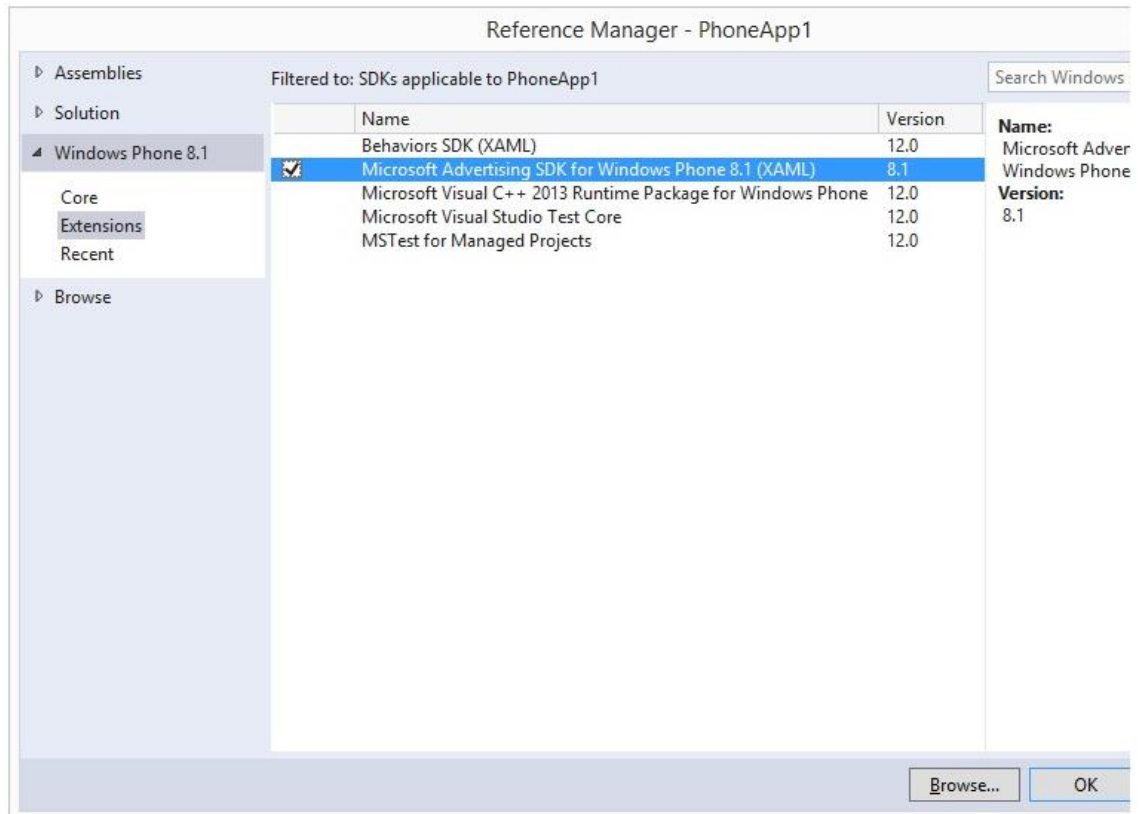 Reference Manager - PhoneApp1
Assemblies
Solution
Windows Phone 8.1
Core
Extensions
Recent
Browse
Filtered to: SDKs applicable to PhoneApp1
Name Version
Behaviors SDK (XAML) 12.0
Microsoft Advertising SDK for Windows Phone 8.1 (XAML) 8.1
Microsoft Visual C++ 2013 Runtime Package for Windows Phone 12.0
Microsoft Visual Studio Test Core 12.0
MSTest for Managed Projects 12.0
Search Windows
Name:
Microsoft Adver
Windows Phone
Version:
8.1
Browse... OK